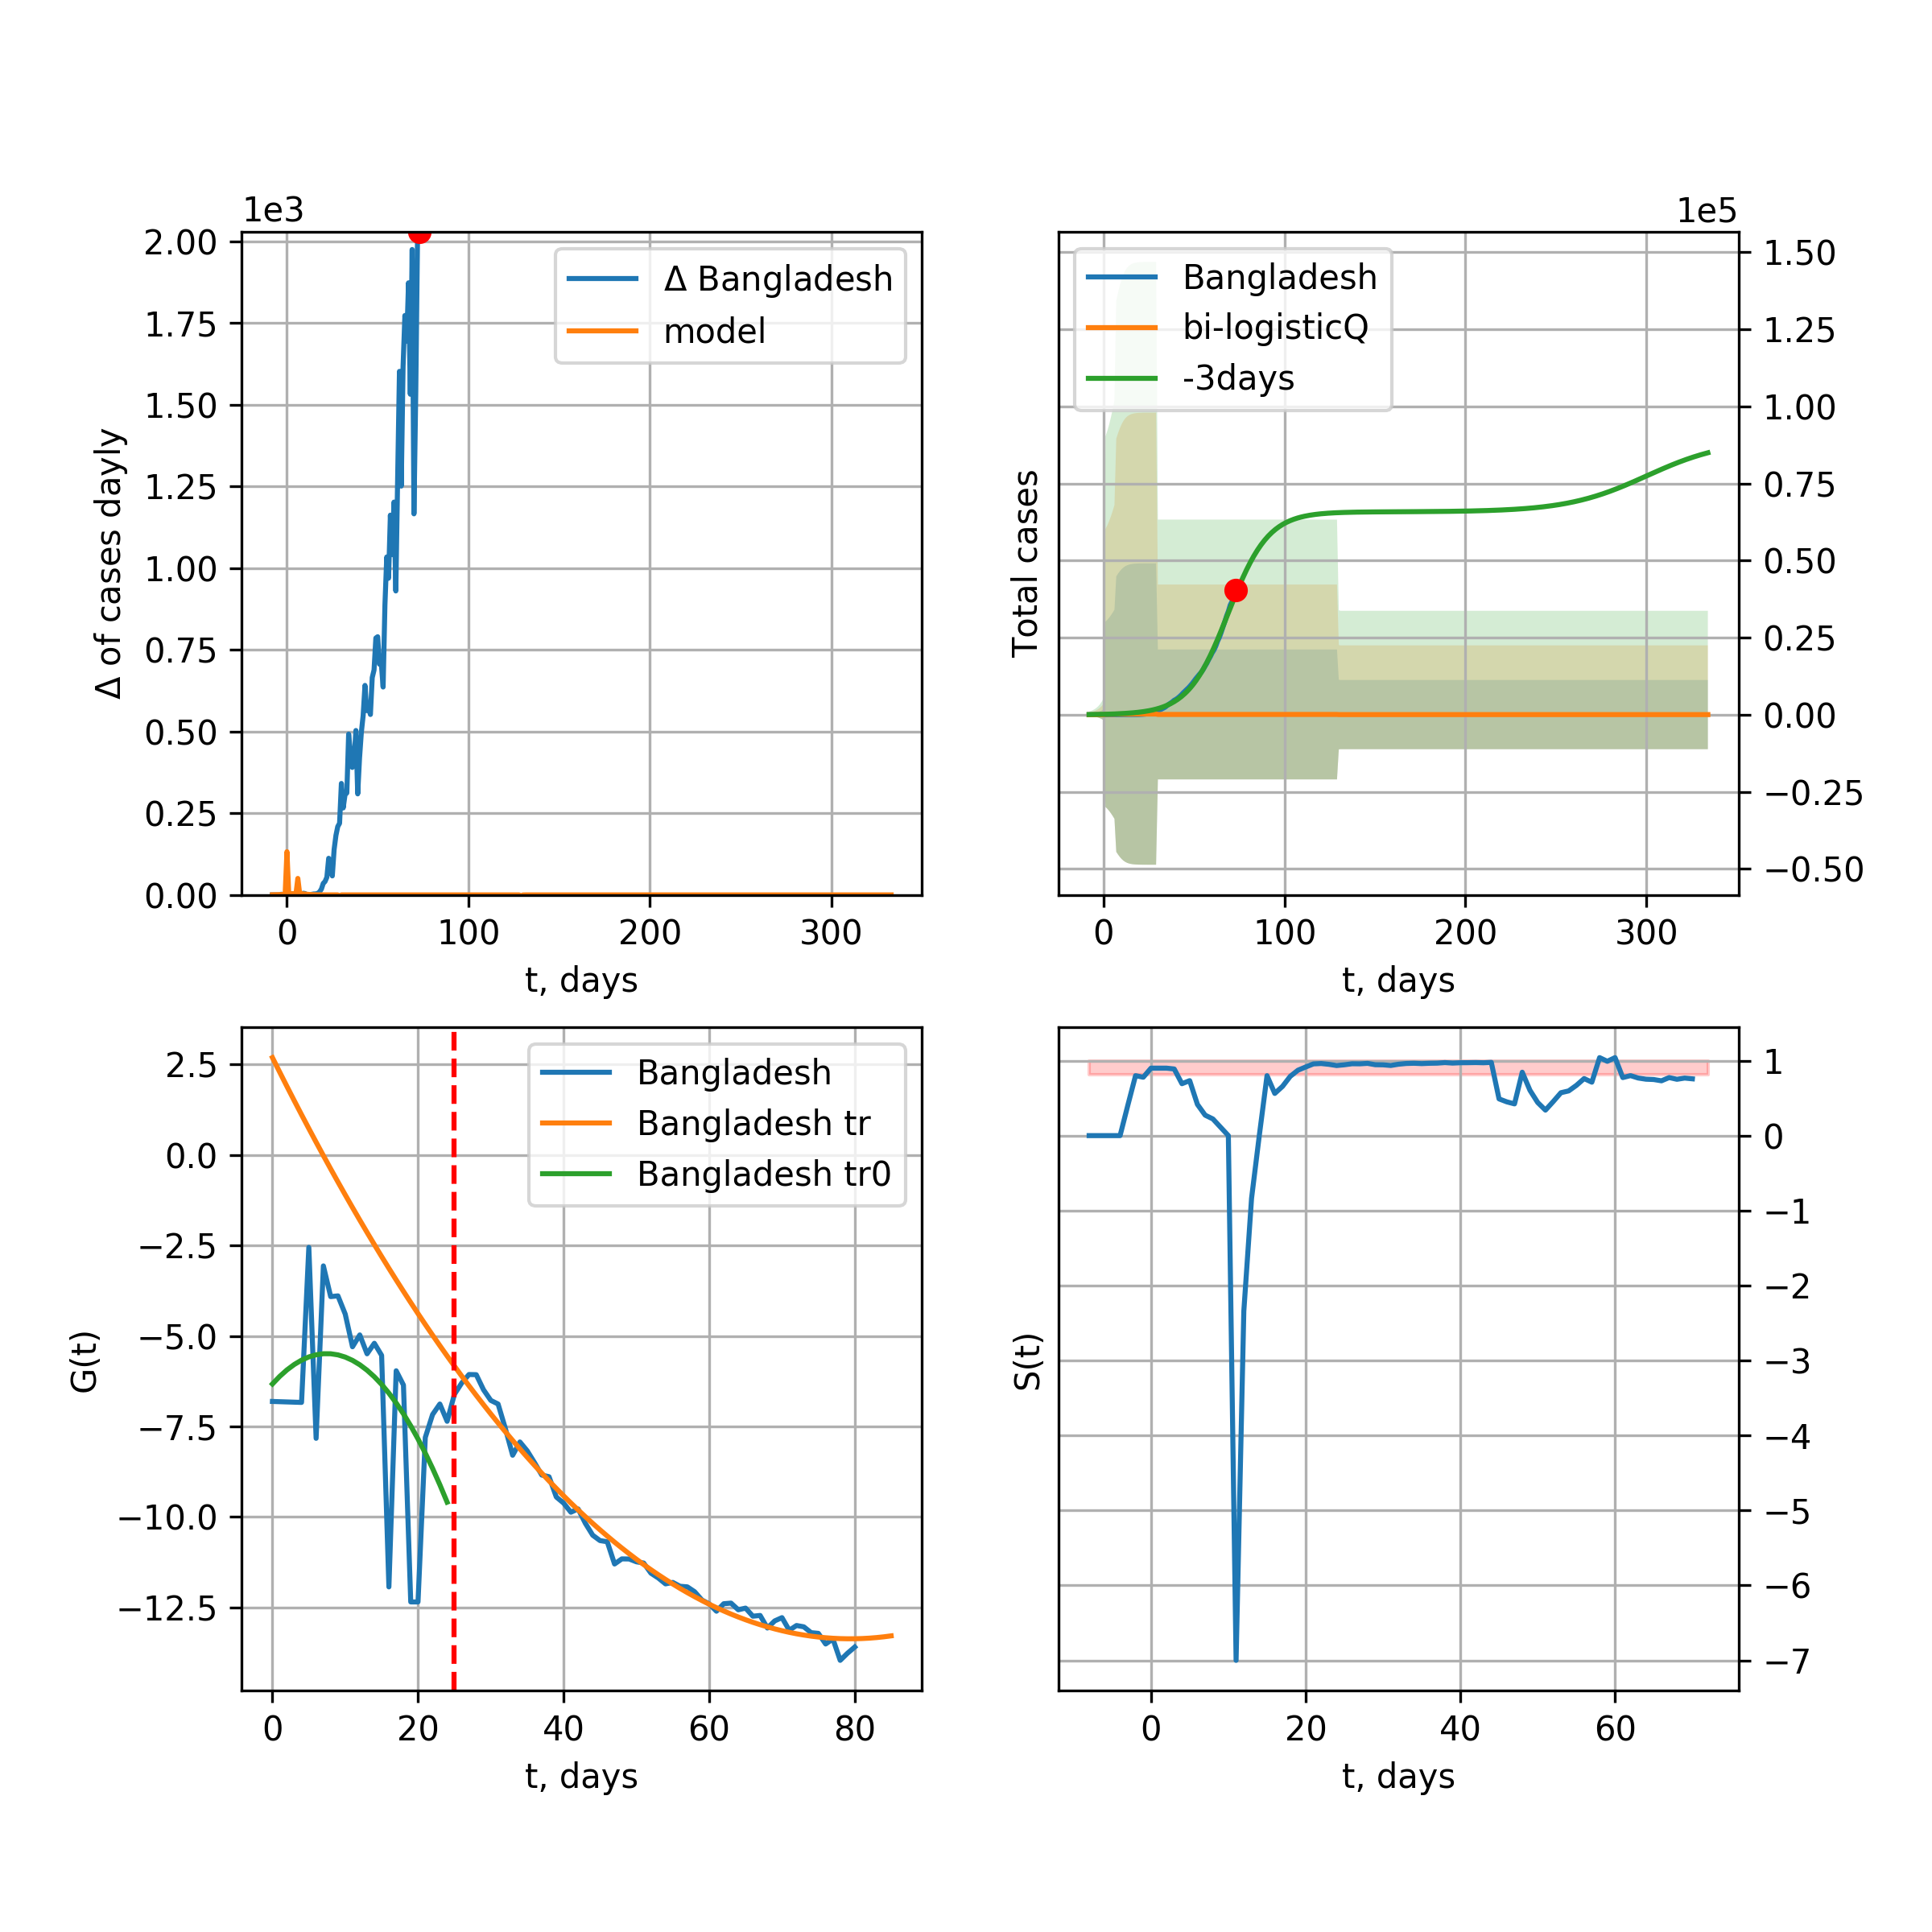 1e3
2.00
1.75
1.50
1.25
1.00
0.75
0.50
0.25
0.00
Δ of cases dayly
Δ Bangladesh
model
0 100 200 300
t, days
1e5
Total cases
Bangladesh
bi-logisticQ
-3days
1.50
1.25
1.00
0.75
0.50
0.25
0.00
−0.25
−0.50
0 100 200 300
t, days
2.5
0.0
−2.5
−5.0
−7.5
−10.0
−12.5
G(t)
Bangladesh
Bangladesh tr
Bangladesh tr0
0 20 40 60 80
t, days
S(t)
1
0
−1
−2
−3
−4
−5
−6
−7
0 20 40 60
t, days